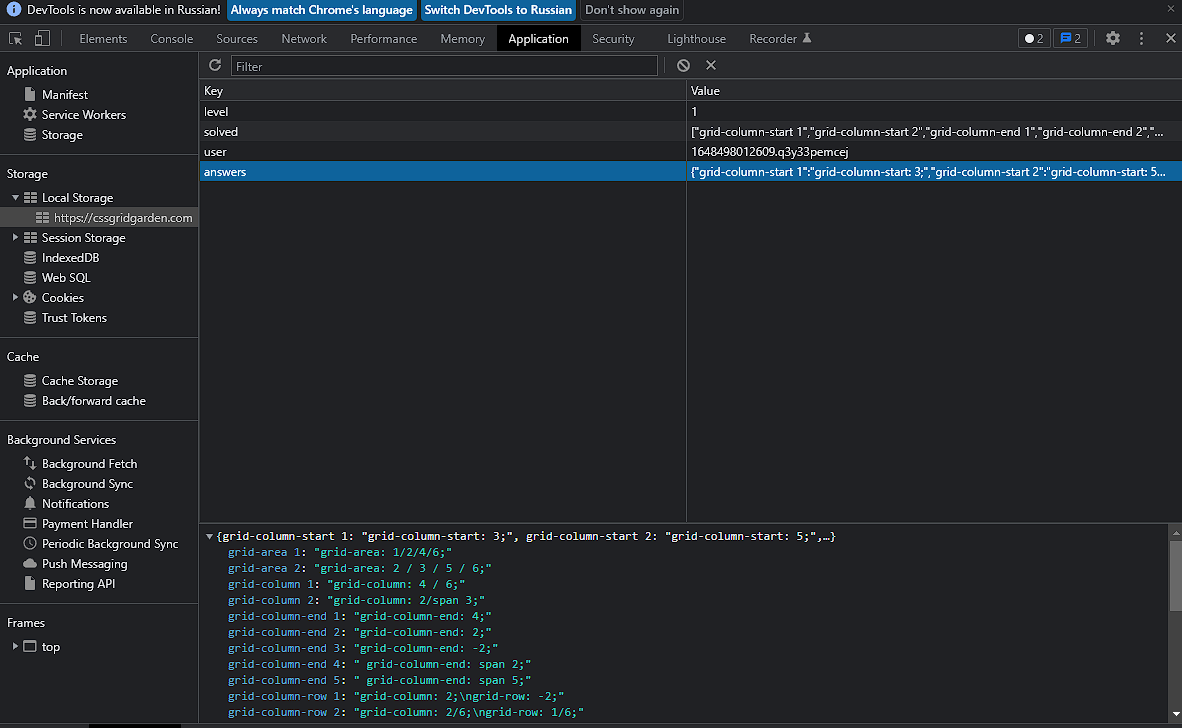 DevTools is now available in Russian! Always match Chrome's language Switch DevTools to Russian Don't show again
Elements Console Sources Network Performance Memory Application Security Lighthouse Recorder 2 2
Application
Manifest
Service Workers
Storage
Storage
Local Storage
https://cssgridgarden.com
Session Storage
IndexedDB
Web SQL
Cookies
Trust Tokens
Cache
Cache Storage
Back/forward cache
Background Services
Background Fetch
Background Sync
Notifications
Payment Handler
Periodic Background Sync
Push Messaging
Reporting API
Frames
top
Filter
Key Value
level 1
solved ["grid-column-start 1","grid-column-start 2","grid-column-end 1","grid-column-end 2","...
user 1648498012609.q3y33pemcej
answers {"grid-column-start 1":"grid-column-start: 3;","grid-column-start 2":"grid-column-start: 5...
{grid-column-start 1: "grid-column-start: 3;", grid-column-start 2: "grid-column-start: 5;",…}
grid-area 1: "grid-area: 1/2/4/6;"
grid-area 2: "grid-area: 2 / 3 / 5 / 6;"
grid-column 1: "grid-column: 4 / 6;"
grid-column 2: "grid-column: 2/span 3;"
grid-column-end 1: "grid-column-end: 4;"
grid-column-end 2: "grid-column-end: 2;"
grid-column-end 3: "grid-column-end: -2;"
grid-column-end 4: " grid-column-end: span 2;"
grid-column-end 5: " grid-column-end: span 5;"
grid-column-row 1: "grid-column: 2;\ngrid-row: -2;"
grid-column-row 2: "grid-column: 2/6;\ngrid-row: 1/6;"